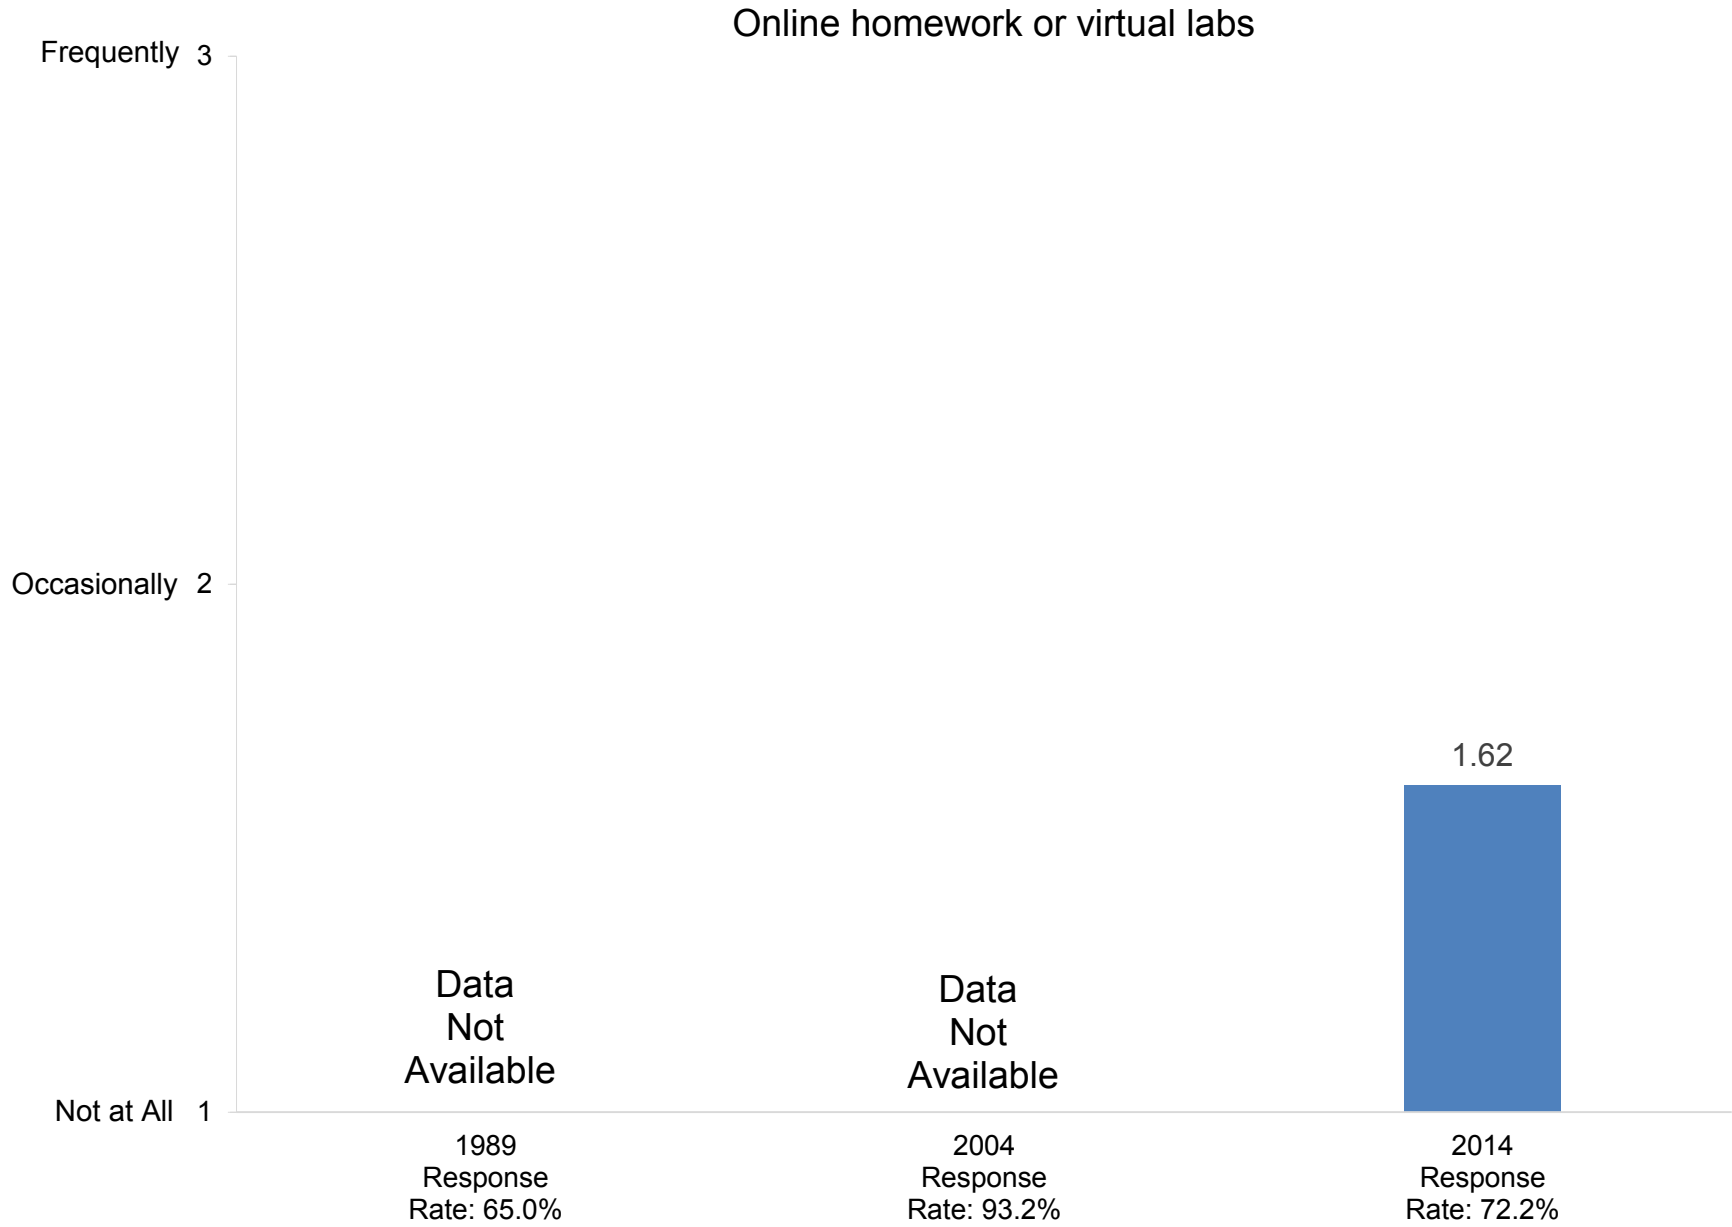 Online homework or virtual labs
Frequently 3
Occasionally 2
1.62
Data
Not
Available
Data
Not
Available
Not at All 1
1989
Response
Rate: 65.0%
2004
Response
Rate: 93.2%
2014
Response
Rate: 72.2%